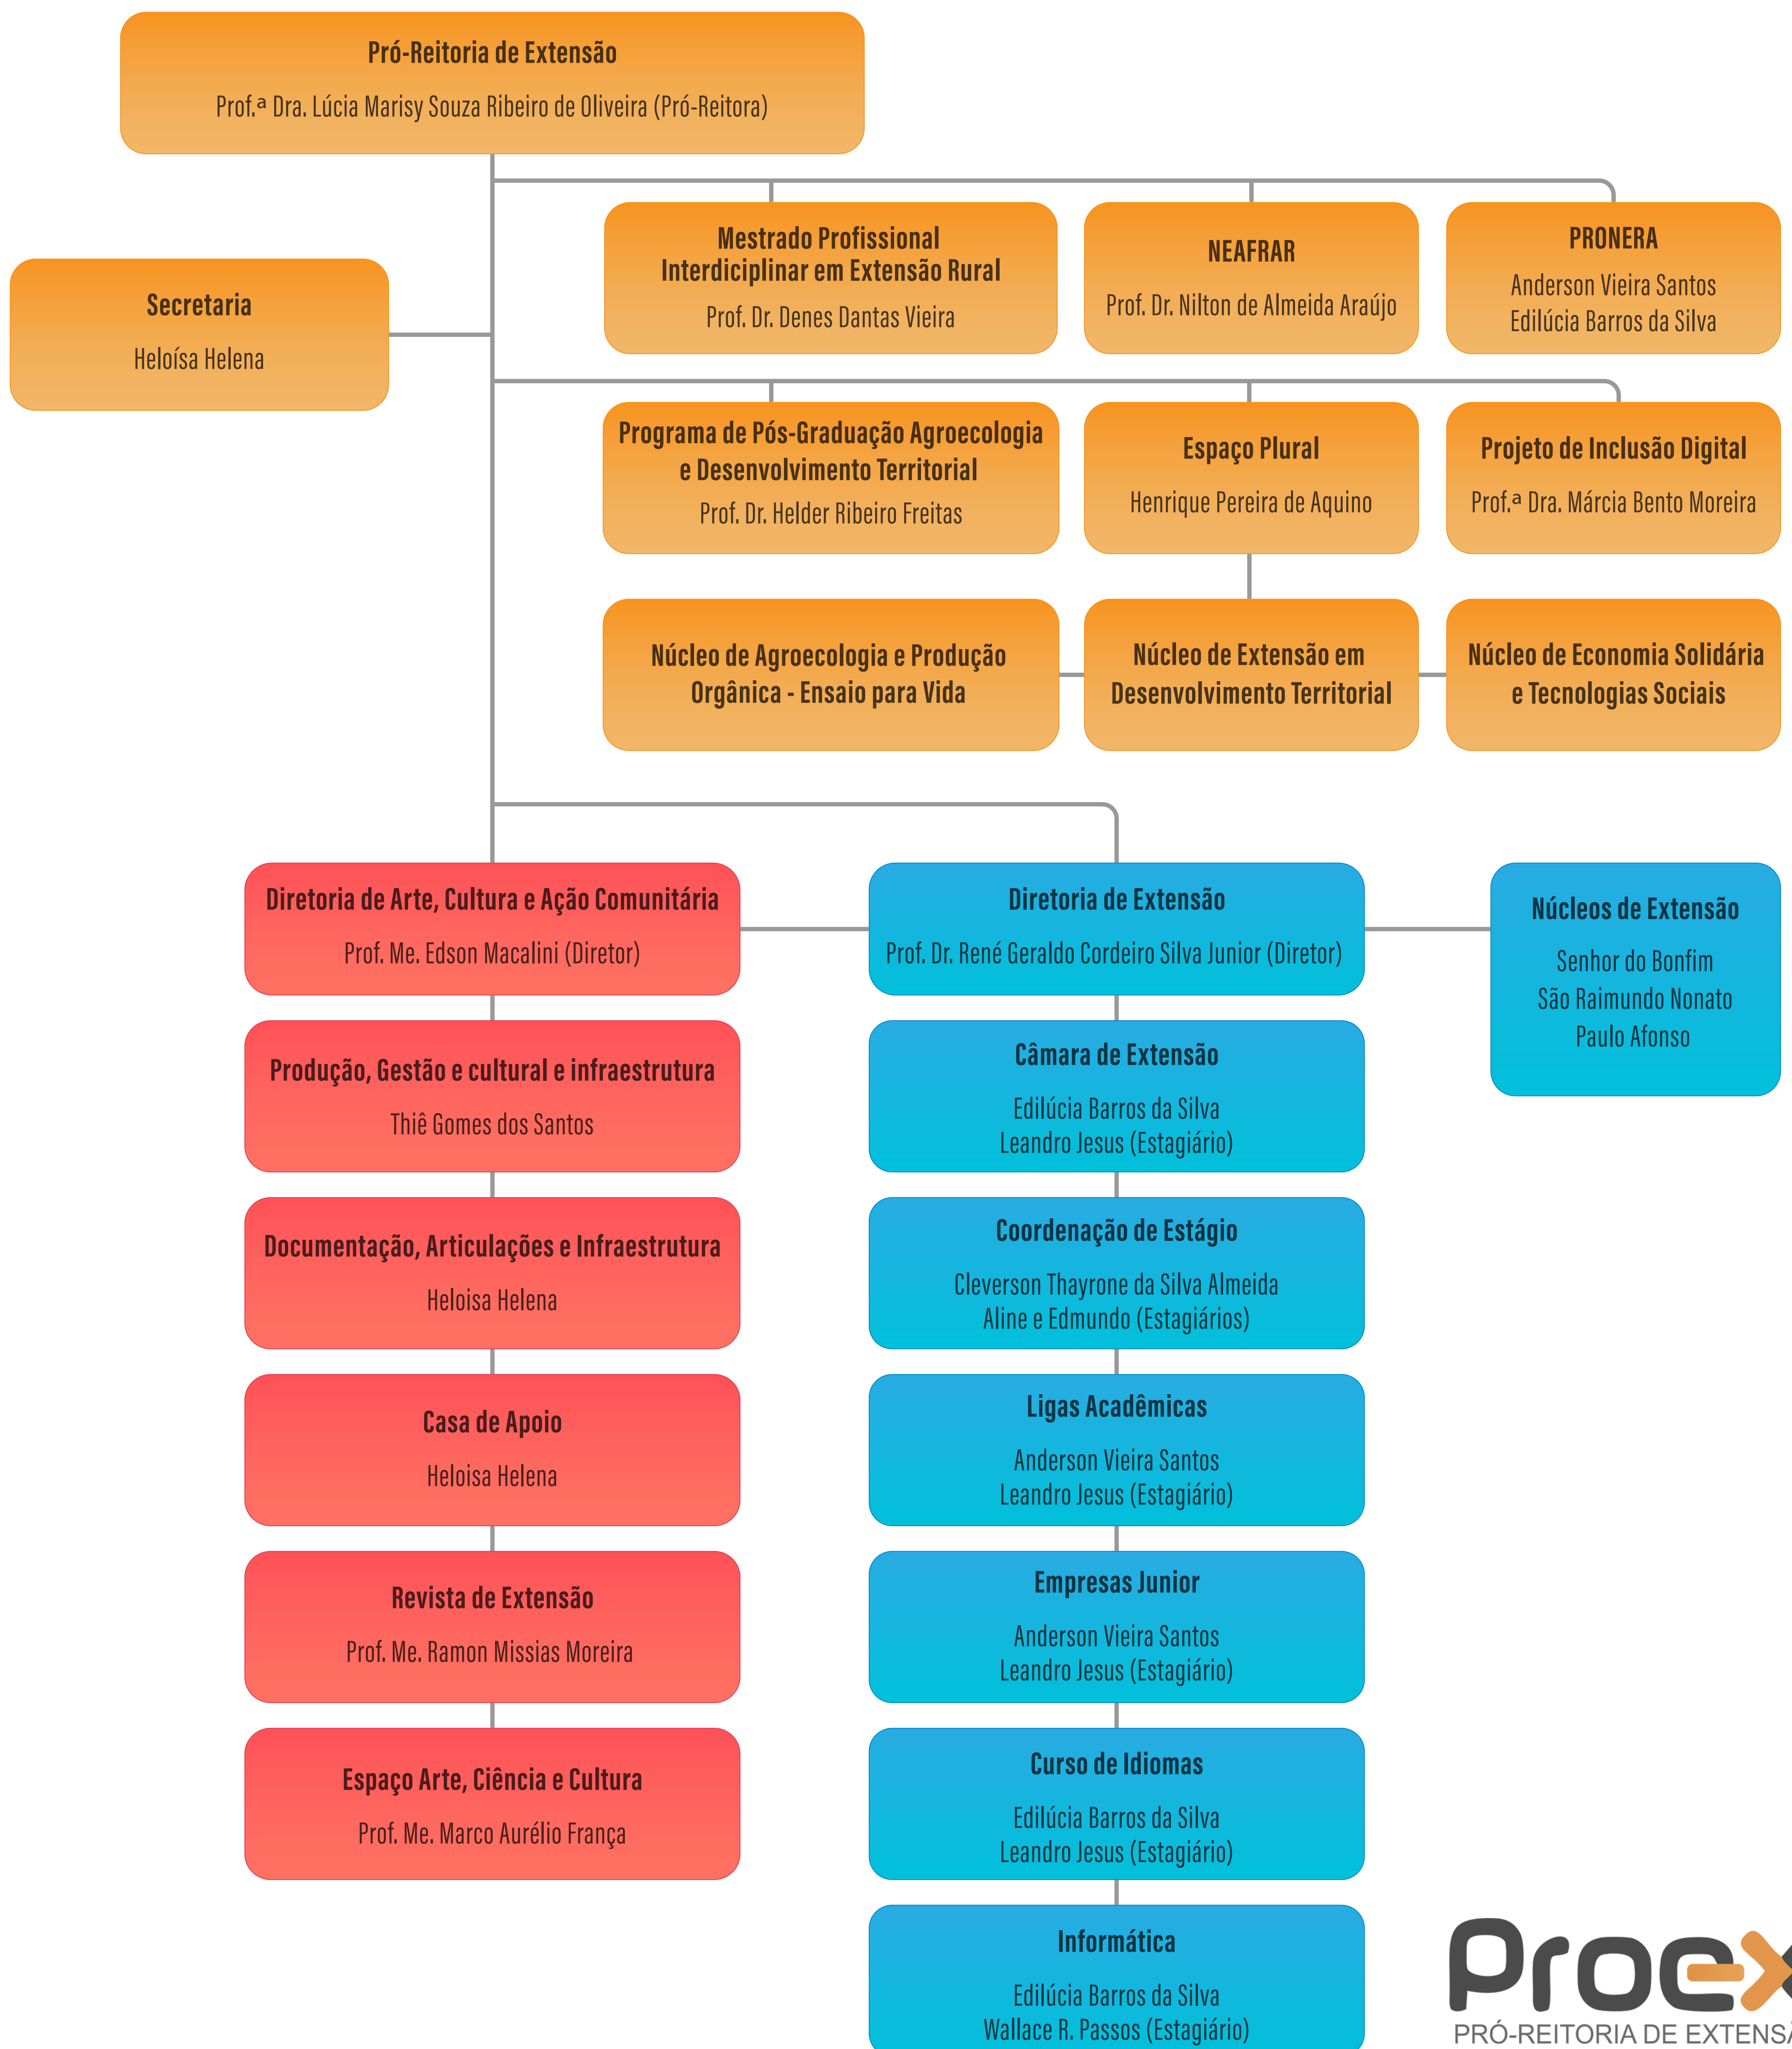 Pró-Reitoria de Extensão
Prof.ª Dra. Lúcia Marisy Souza Ribeiro de Oliveira (Pró-Reitora)
Secretaria
Heloísa Helena
Mestrado Profissional
Interdiciplinar em Extensão Rural
Prof. Dr. Denes Dantas Vieira
NEAFRAR
Prof. Dr. Nilton de Almeida Araújo
PRONERA
Anderson Vieira Santos
Edilúcia Barros da Silva
Programa de Pós-Graduação Agroecologia
e Desenvolvimento Territorial
Prof. Dr. Helder Ribeiro Freitas
Espaço Plural
Henrique Pereira de Aquino
Projeto de Inclusão Digital
Prof.ª Dra. Márcia Bento Moreira
Núcleo de Agroecologia e Produção
Orgânica - Ensaio para Vida
Núcleo de Extensão em
Desenvolvimento Territorial
Núcleo de Economia Solidária
e Tecnologias Sociais
Diretoria de Arte, Cultura e Ação Comunitária
Prof. Me. Edson Macalini (Diretor)
Produção, Gestão e cultural e infraestrutura
Thiê Gomes dos Santos
Documentação, Articulações e Infraestrutura
Heloisa Helena
Casa de Apoio
Heloisa Helena
Revista de Extensão
Prof. Me. Ramon Missias Moreira
Espaço Arte, Ciência e Cultura
Prof. Me. Marco Aurélio França
Diretoria de Extensão
Prof. Dr. René Geraldo Cordeiro Silva Junior (Diretor)
Câmara de Extensão
Edilúcia Barros da Silva
Leandro Jesus (Estagiário)
Coordenação de Estágio
Cleverson Thayrone da Silva Almeida
Aline e Edmundo (Estagiários)
Ligas Acadêmicas
Anderson Vieira Santos
Leandro Jesus (Estagiário)
Empresas Junior
Anderson Vieira Santos
Leandro Jesus (Estagiário)
Curso de Idiomas
Edilúcia Barros da Silva
Leandro Jesus (Estagiário)
Informática
Edilúcia Barros da Silva
Wallace R. Passos (Estagiário)
Núcleos de Extensão
Senhor do Bonfim
São Raimundo Nonato
Paulo Afonso
Proex
PRÓ-REITORIA DE EXTENSÃ